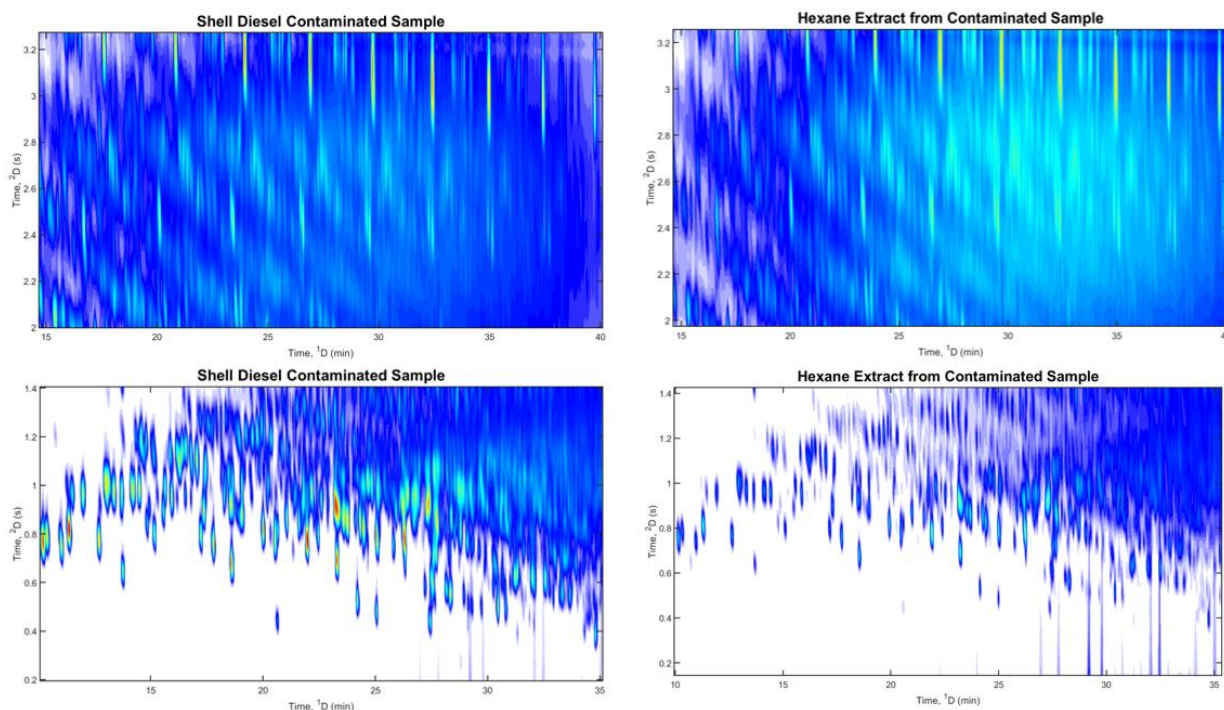 Shell Diesel Contaminated Sample
3.2
3
2.8
2.6
2.4
2.2
2
Time, ²D (s)
15 20 25 30 35 40
Time, ¹D (min)
Hexane Extract from Contaminated Sample
3.2
3
2.8
2.6
2.4
2.2
2
Time, ²D (s)
15 20 25 30 35
Time, ¹D (min)
Shell Diesel Contaminated Sample
1.4
1.2
1
0.8
0.6
0.4
0.2
Time, ²D (s)
15 20 25 30 35
Time, ¹D (min)
Hexane Extract from Contaminated Sample
1.4
1.2
1
0.8
0.6
0.4
0.2
Time, ²D (s)
10 15 20 25 30 35
Time, ¹D (min)